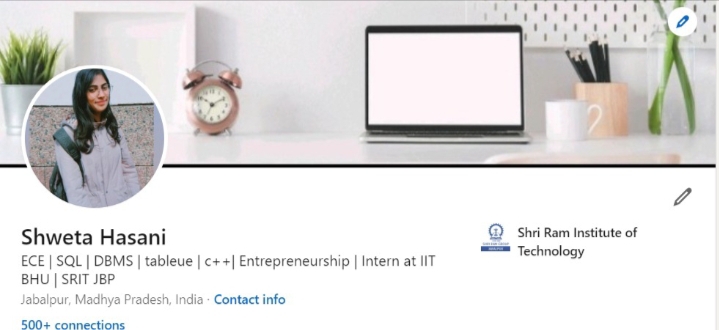 Shweta Hasani
ECE | SQL | DBMS | tableue | c++| Entrepreneurship | Intern at IIT
BHU | SRIT JBP
Jabalpur, Madhya Pradesh, India · Contact info
500+ connections
Shri Ram Institute of
Technology